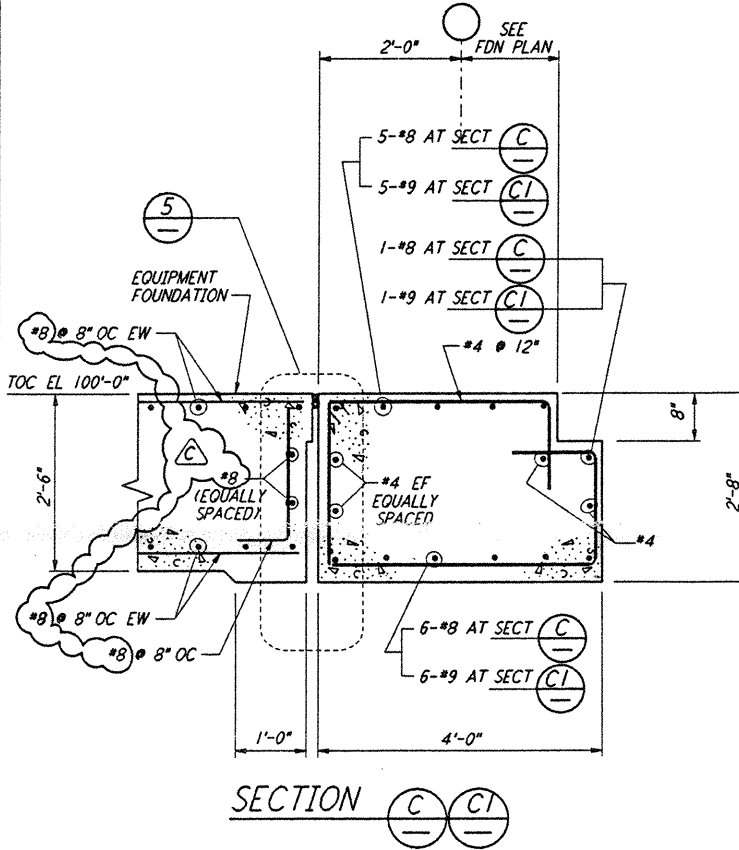 2'-0"
SEE
FDN PLAN
5-#8 AT SECT C
5-#9 AT SECT C1
5
1-#8 AT SECT C
1-#9 AT SECT C1
EQUIPMENT
FOUNDATION
#8 @ 8" OC EW
#4 @ 12"
TOC EL 100'-0"
8"
C
2'-6"
#8
(EQUALLY
SPACED)
#4 EF
EQUALLY
SPACED
2'-8"
#4
#8 @ 8" OC EW
#8 @ 8" OC
6-#8 AT SECT C
6-#9 AT SECT C1
1'-0"
4'-0"
SECTION C C1